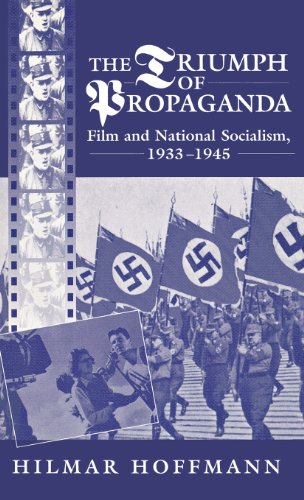 THE TRIUMPH
OF
PROPAGANDA
Film and National Socialism,
1933–1945
HILMAR HOFFMANN